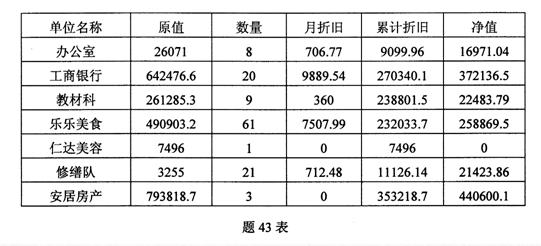 单位名称 原值 数量 月折旧 累计折旧 净值
办公室 26071 8 706.77 9099.96 16971.04
工商银行 642476.6 20 9889.54 270340.1 372136.5
教材科 261285.3 9 360 238801.5 22483.79
乐乐美食 490903.2 61 7507.99 232033.7 258869.5
仁达美容 7496 1 0 7496 0
修缮队 3255 21 712.48 11126.14 21423.86
安居房产 793818.7 3 0 353218.7 440600.1
题 43 表